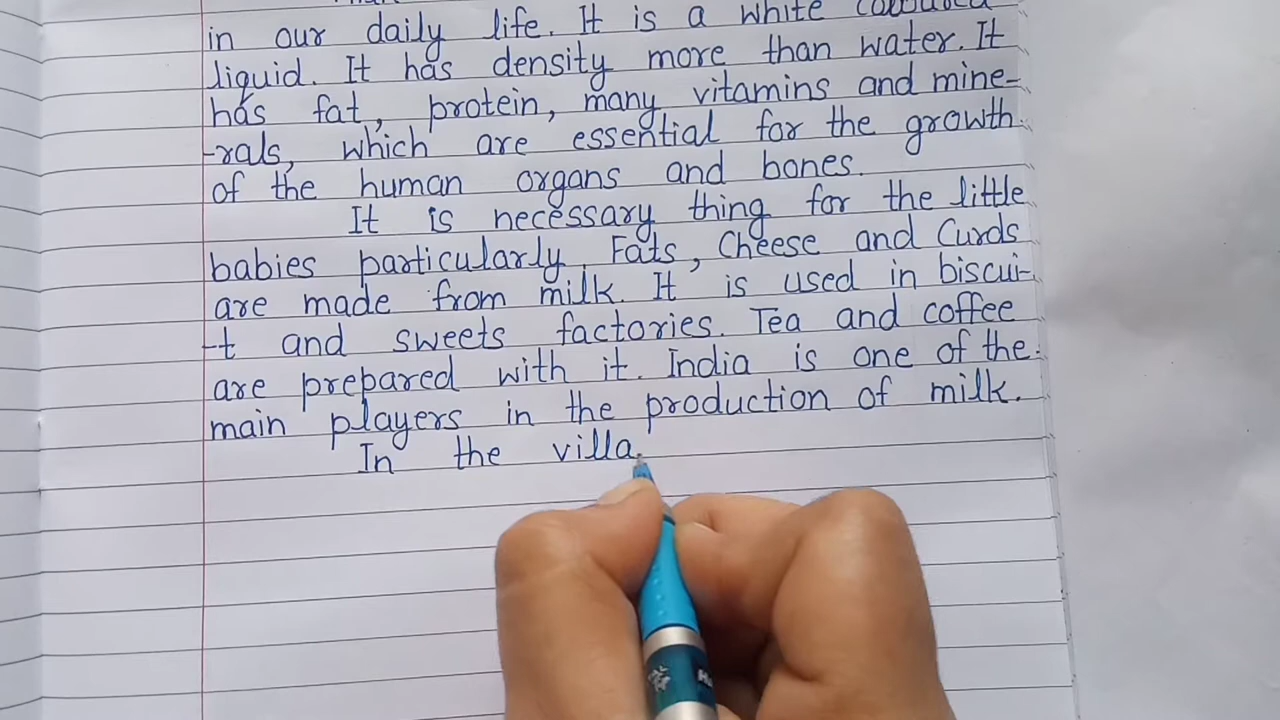 in our daily life. It is a white
liquid. It has density more than water. It
has fat, protein, many vitamins and mine-
-rals, which are essential for the growth
of the human organs and bones.
It is necessary thing for the little
babies particularly. Fats, Cheese and Curds
are made from milk. It is used in biscui-
-t and sweets factories. Tea and coffee
are prepared with it. India is one of the
main players in the production of milk.
In the villa